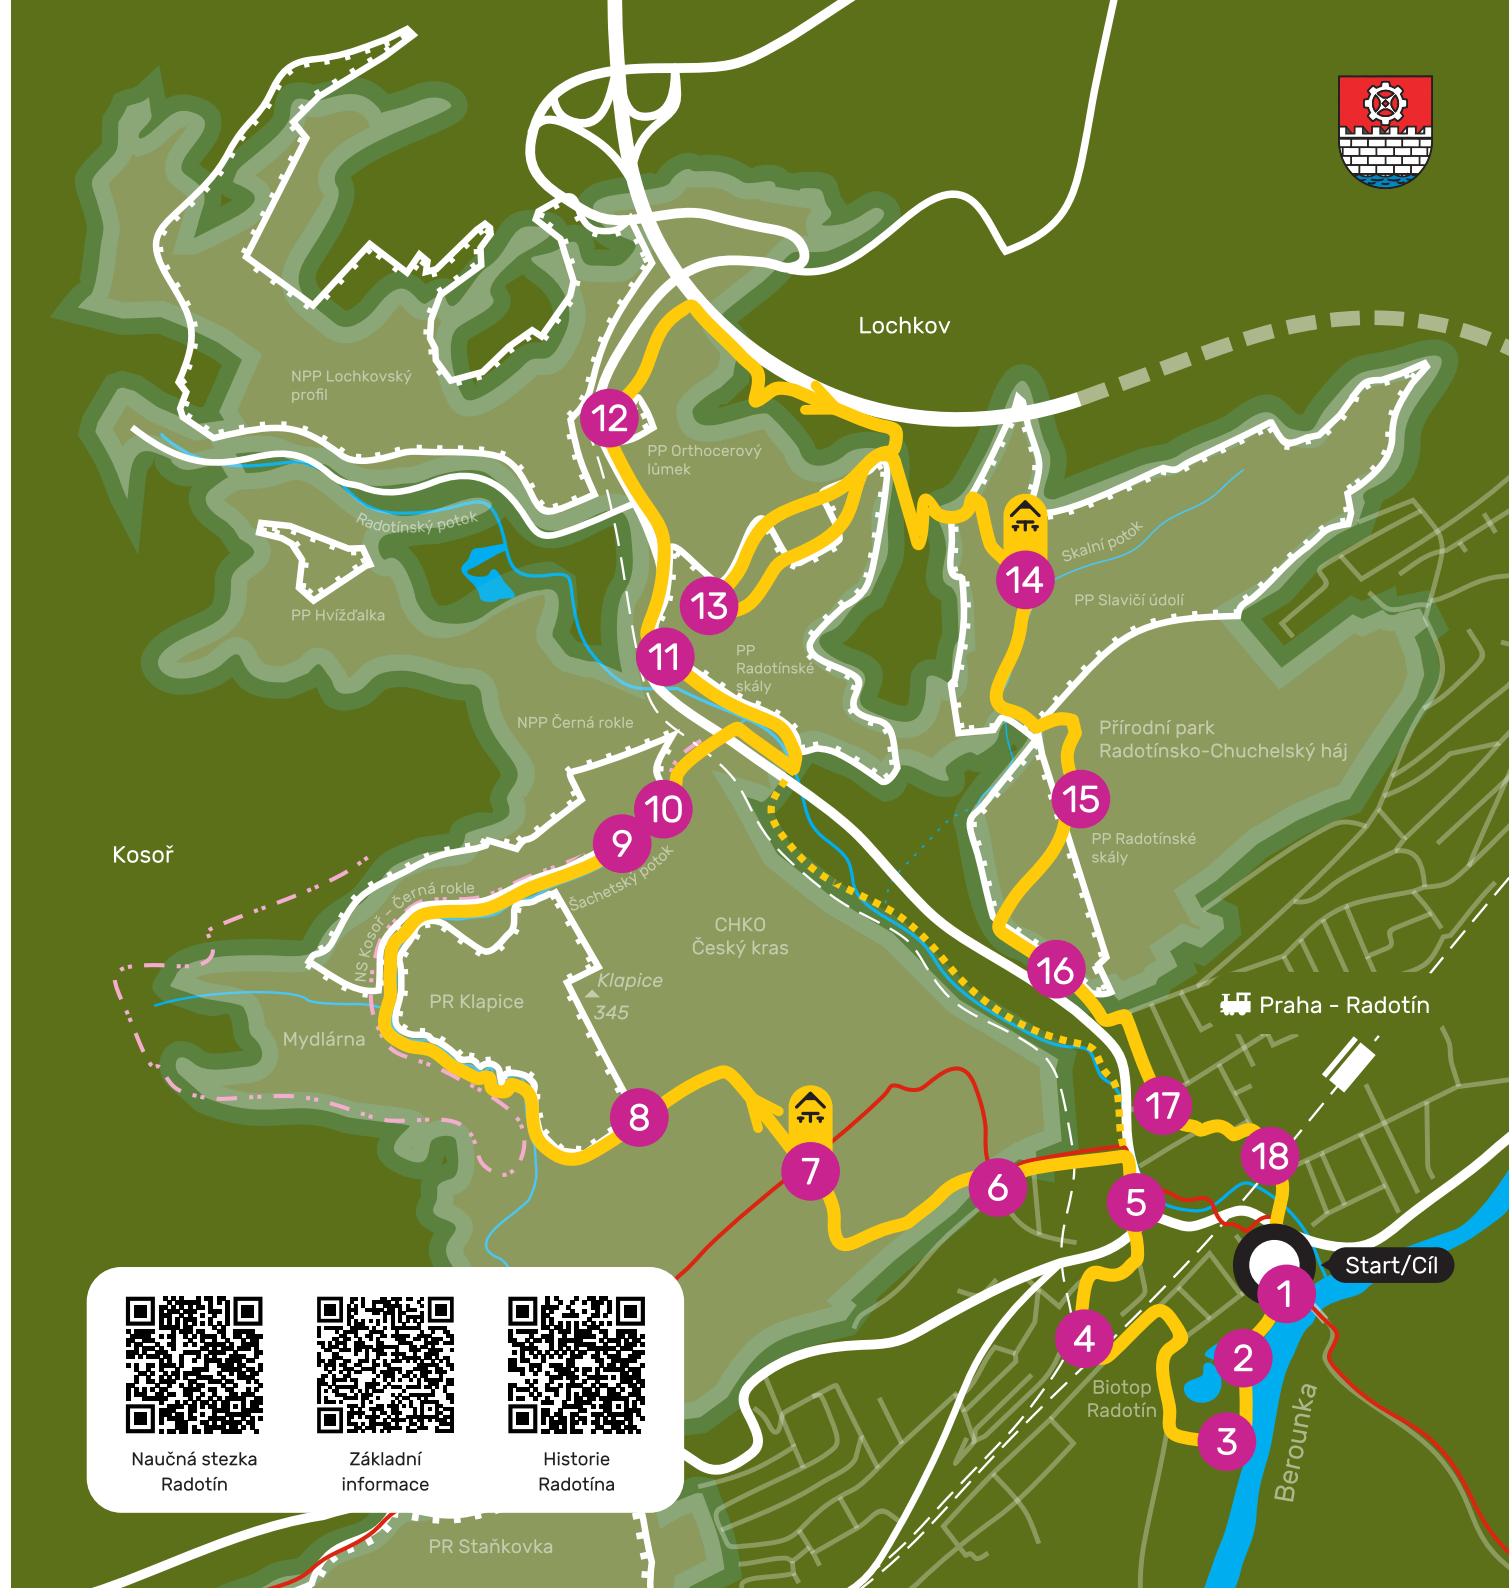 Lochkov
NPP Lochkovský
profil
12
PP Orthocerový
lůmek
Radotínský potok
Skalní potok
14
PP Hvížďalka
13
PP Slavičí údolí
11
PP
Radotínské
skály
NPP Černá rokle
Přírodní park
Radotínsko-Chuchelský háj
15
10
9
PP Radotínské
skály
Kosoř
NS Kosoř - Černá rokle
Šachetský potok
CHKO
Český kras
16
Klapice
345
PR Klapice
Praha - Radotín
Mydlárna
8
17
18
7
6
5
Start/Cíl
1
4
2
Biotop
Radotín
3
Berounka
Naučná stezka
Radotín
Základní
informace
Historie
Radotína
PR Staňkovka